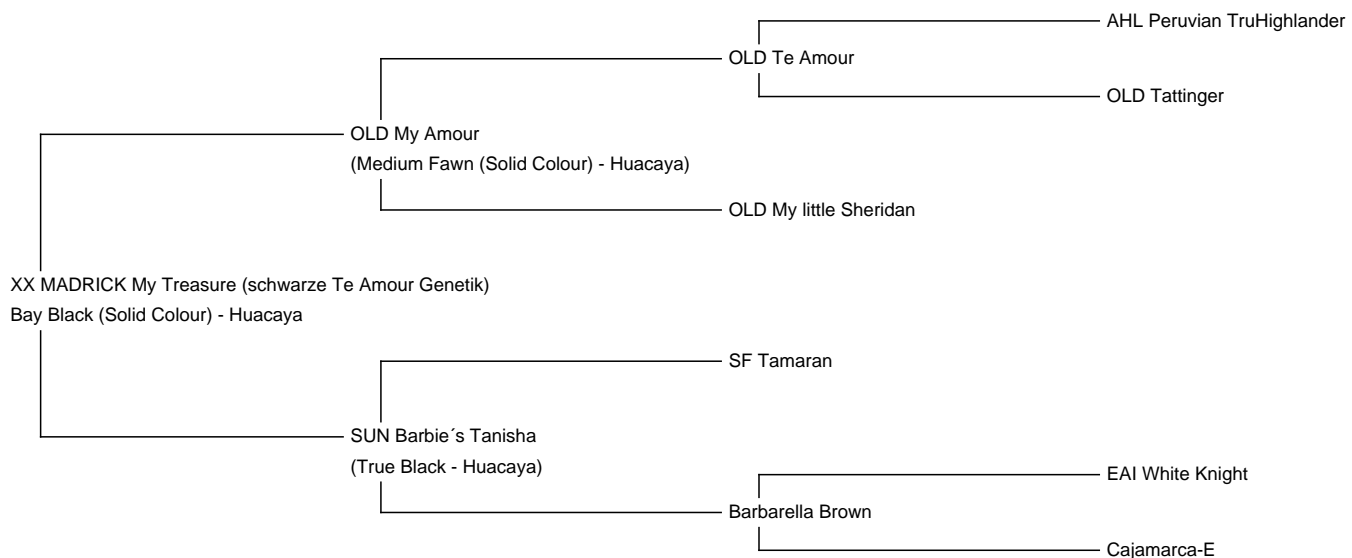 AHL Peruvian TruHighlander
OLD Te Amour
OLD Tattinger
OLD My Amour
(Medium Fawn (Solid Colour) - Huacaya)
OLD My little Sheridan
XX MADRICK My Treasure (schwarze Te Amour Genetik)
Bay Black (Solid Colour) - Huacaya
SF Tamaran
SUN Barbie´s Tanisha
(True Black - Huacaya)
EAI White Knight
Barbarella Brown
Cajamarca-E